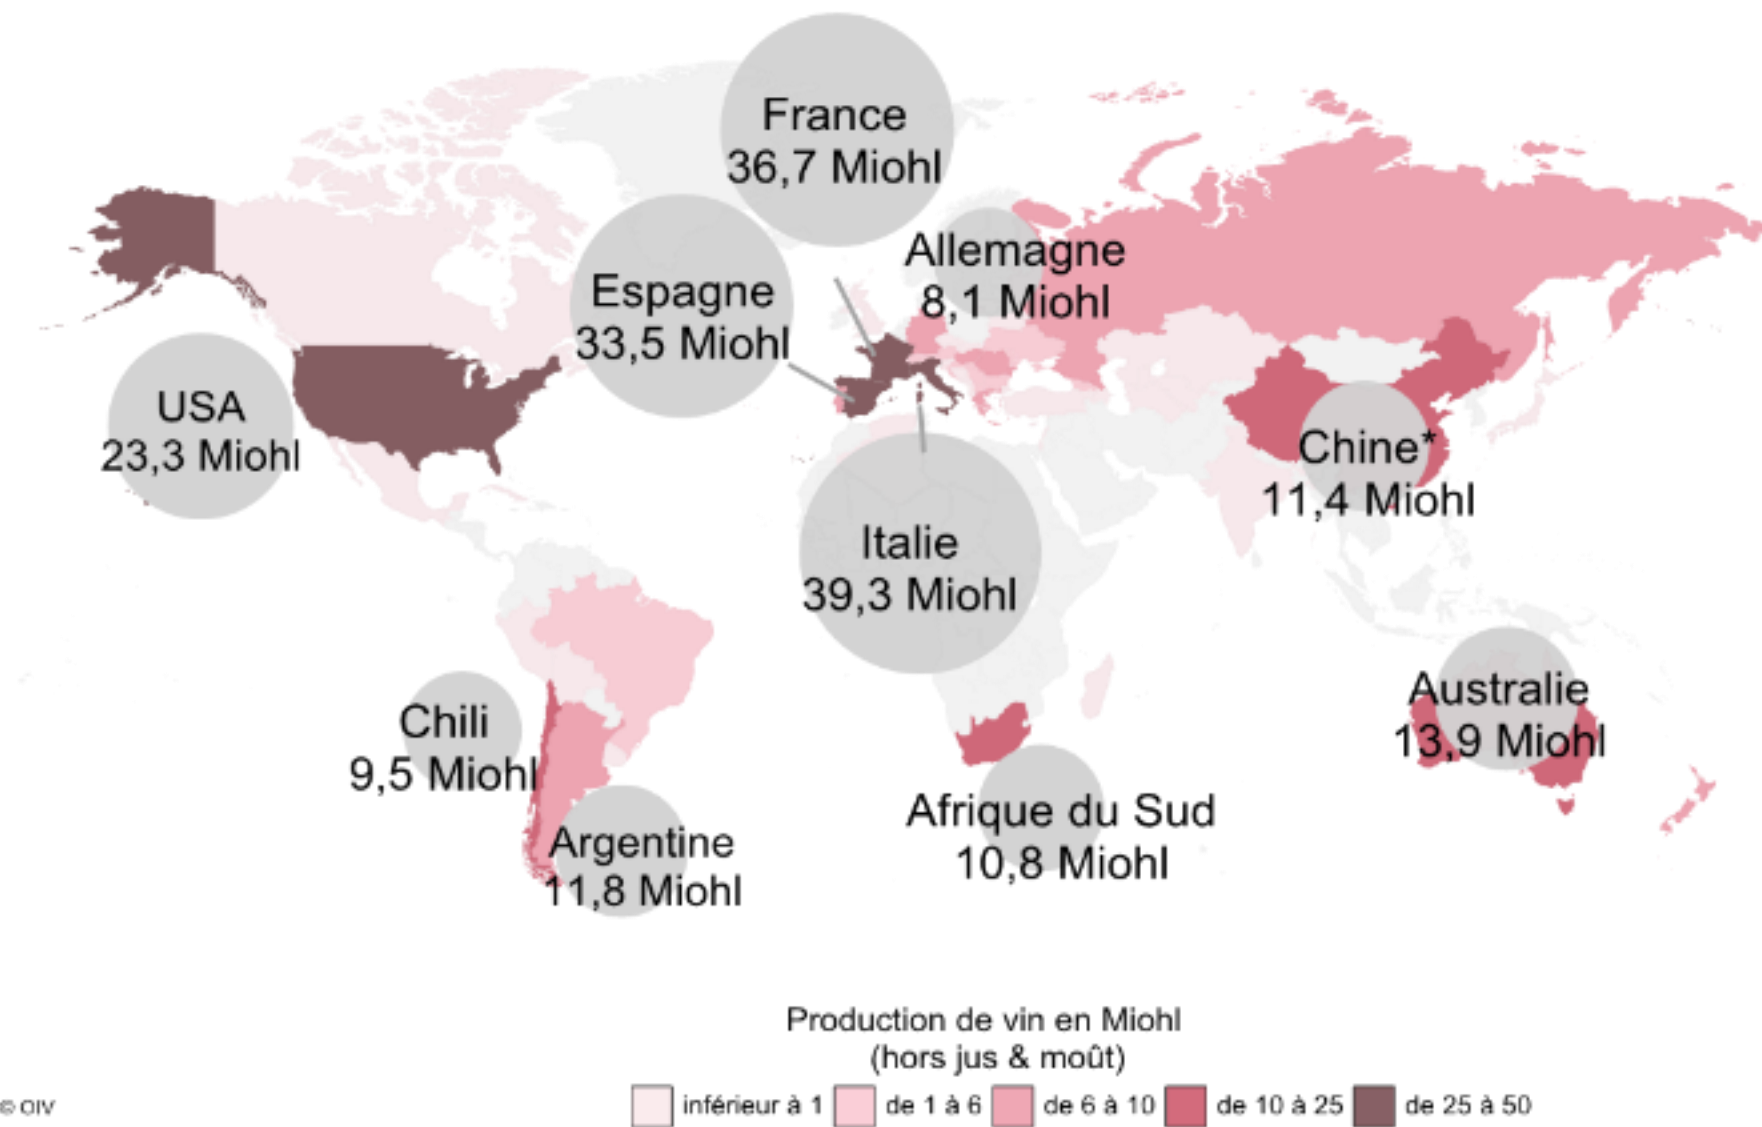 France
36,7 Miohl
Allemagne
8,1 Miohl
Espagne
33,5 Miohl
USA
23,3 Miohl
Chine*
11,4 Miohl
Italie
39,3 Miohl
Chili
9,5 Miohl
Australie
13,9 Miohl
Afrique du Sud
10,8 Miohl
Argentine
11,8 Miohl
Production de vin en Miohl
(hors jus & moût)
inférieur à 1 de 1 à 6 de 6 à 10 de 10 à 25 de 25 à 50
© OIV